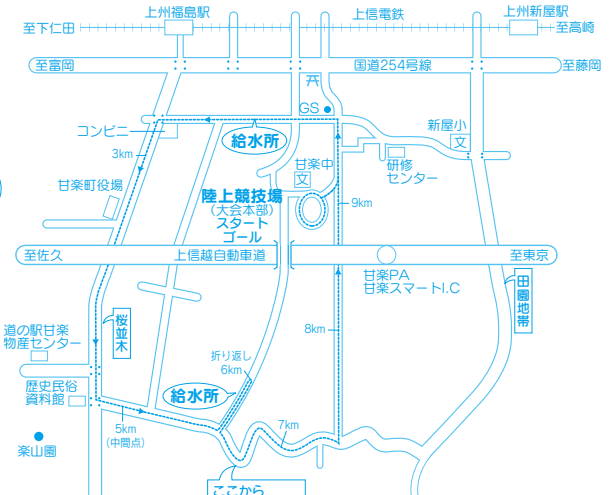 上州福島駅
上信電鉄
上州新屋駅
至下仁田
至高崎
至富岡
国道254号線
至藤岡
GS
コンビニ
給水所
新屋小
文
3km
甘楽中
文
研修
センター
甘楽町役場
陸上競技場
(大会本部)
スタート
ゴール
9km
至佐久
上信越自動車道
至東京
甘楽PA
甘楽スマートI.C
田園地帯
桜並木
道の駅甘楽
物産センター
8km
折り返し
6km
歴史民俗
資料館
給水所
5km
(中間点)
7km
楽山園
ここから